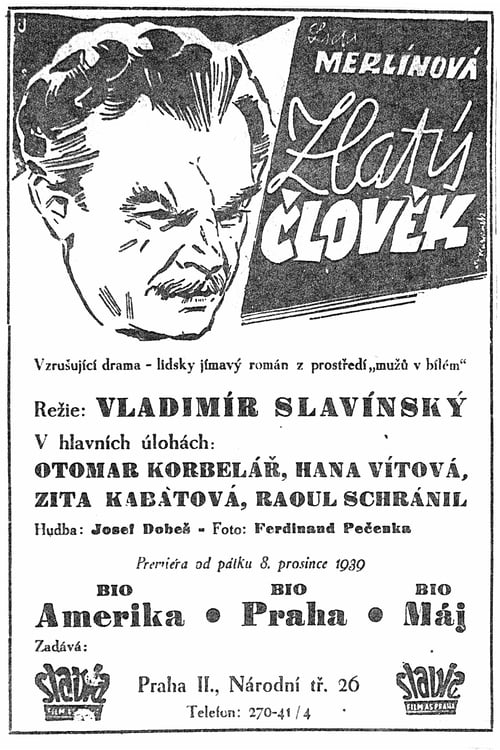 MERLÍNOVÁ
Zlatý
ČLOVĚK
Vzrušující drama - lidsky jímavý román z prostředí „mužů v bílém“
Režie: VLADIMÍR SLAVÍNSKÝ
V hlavních úlohách:
OTOMAR KORBELÁŘ, HANA VÍTOVÁ,
ZITA KABÁTOVÁ, RAOUL SCHRÁNIL
Hudba: Josef Dobeš - Foto: Ferdinand Pečenka
Premiéra od pátku 8. prosince 1939
BIO BIO BIO
Amerika • Praha • Máj
Zadává:
slavia
FILM AS PRAHA
Praha II., Národní tř. 26
Telefon: 270-41/4
slavia
FILM AS PRAHA